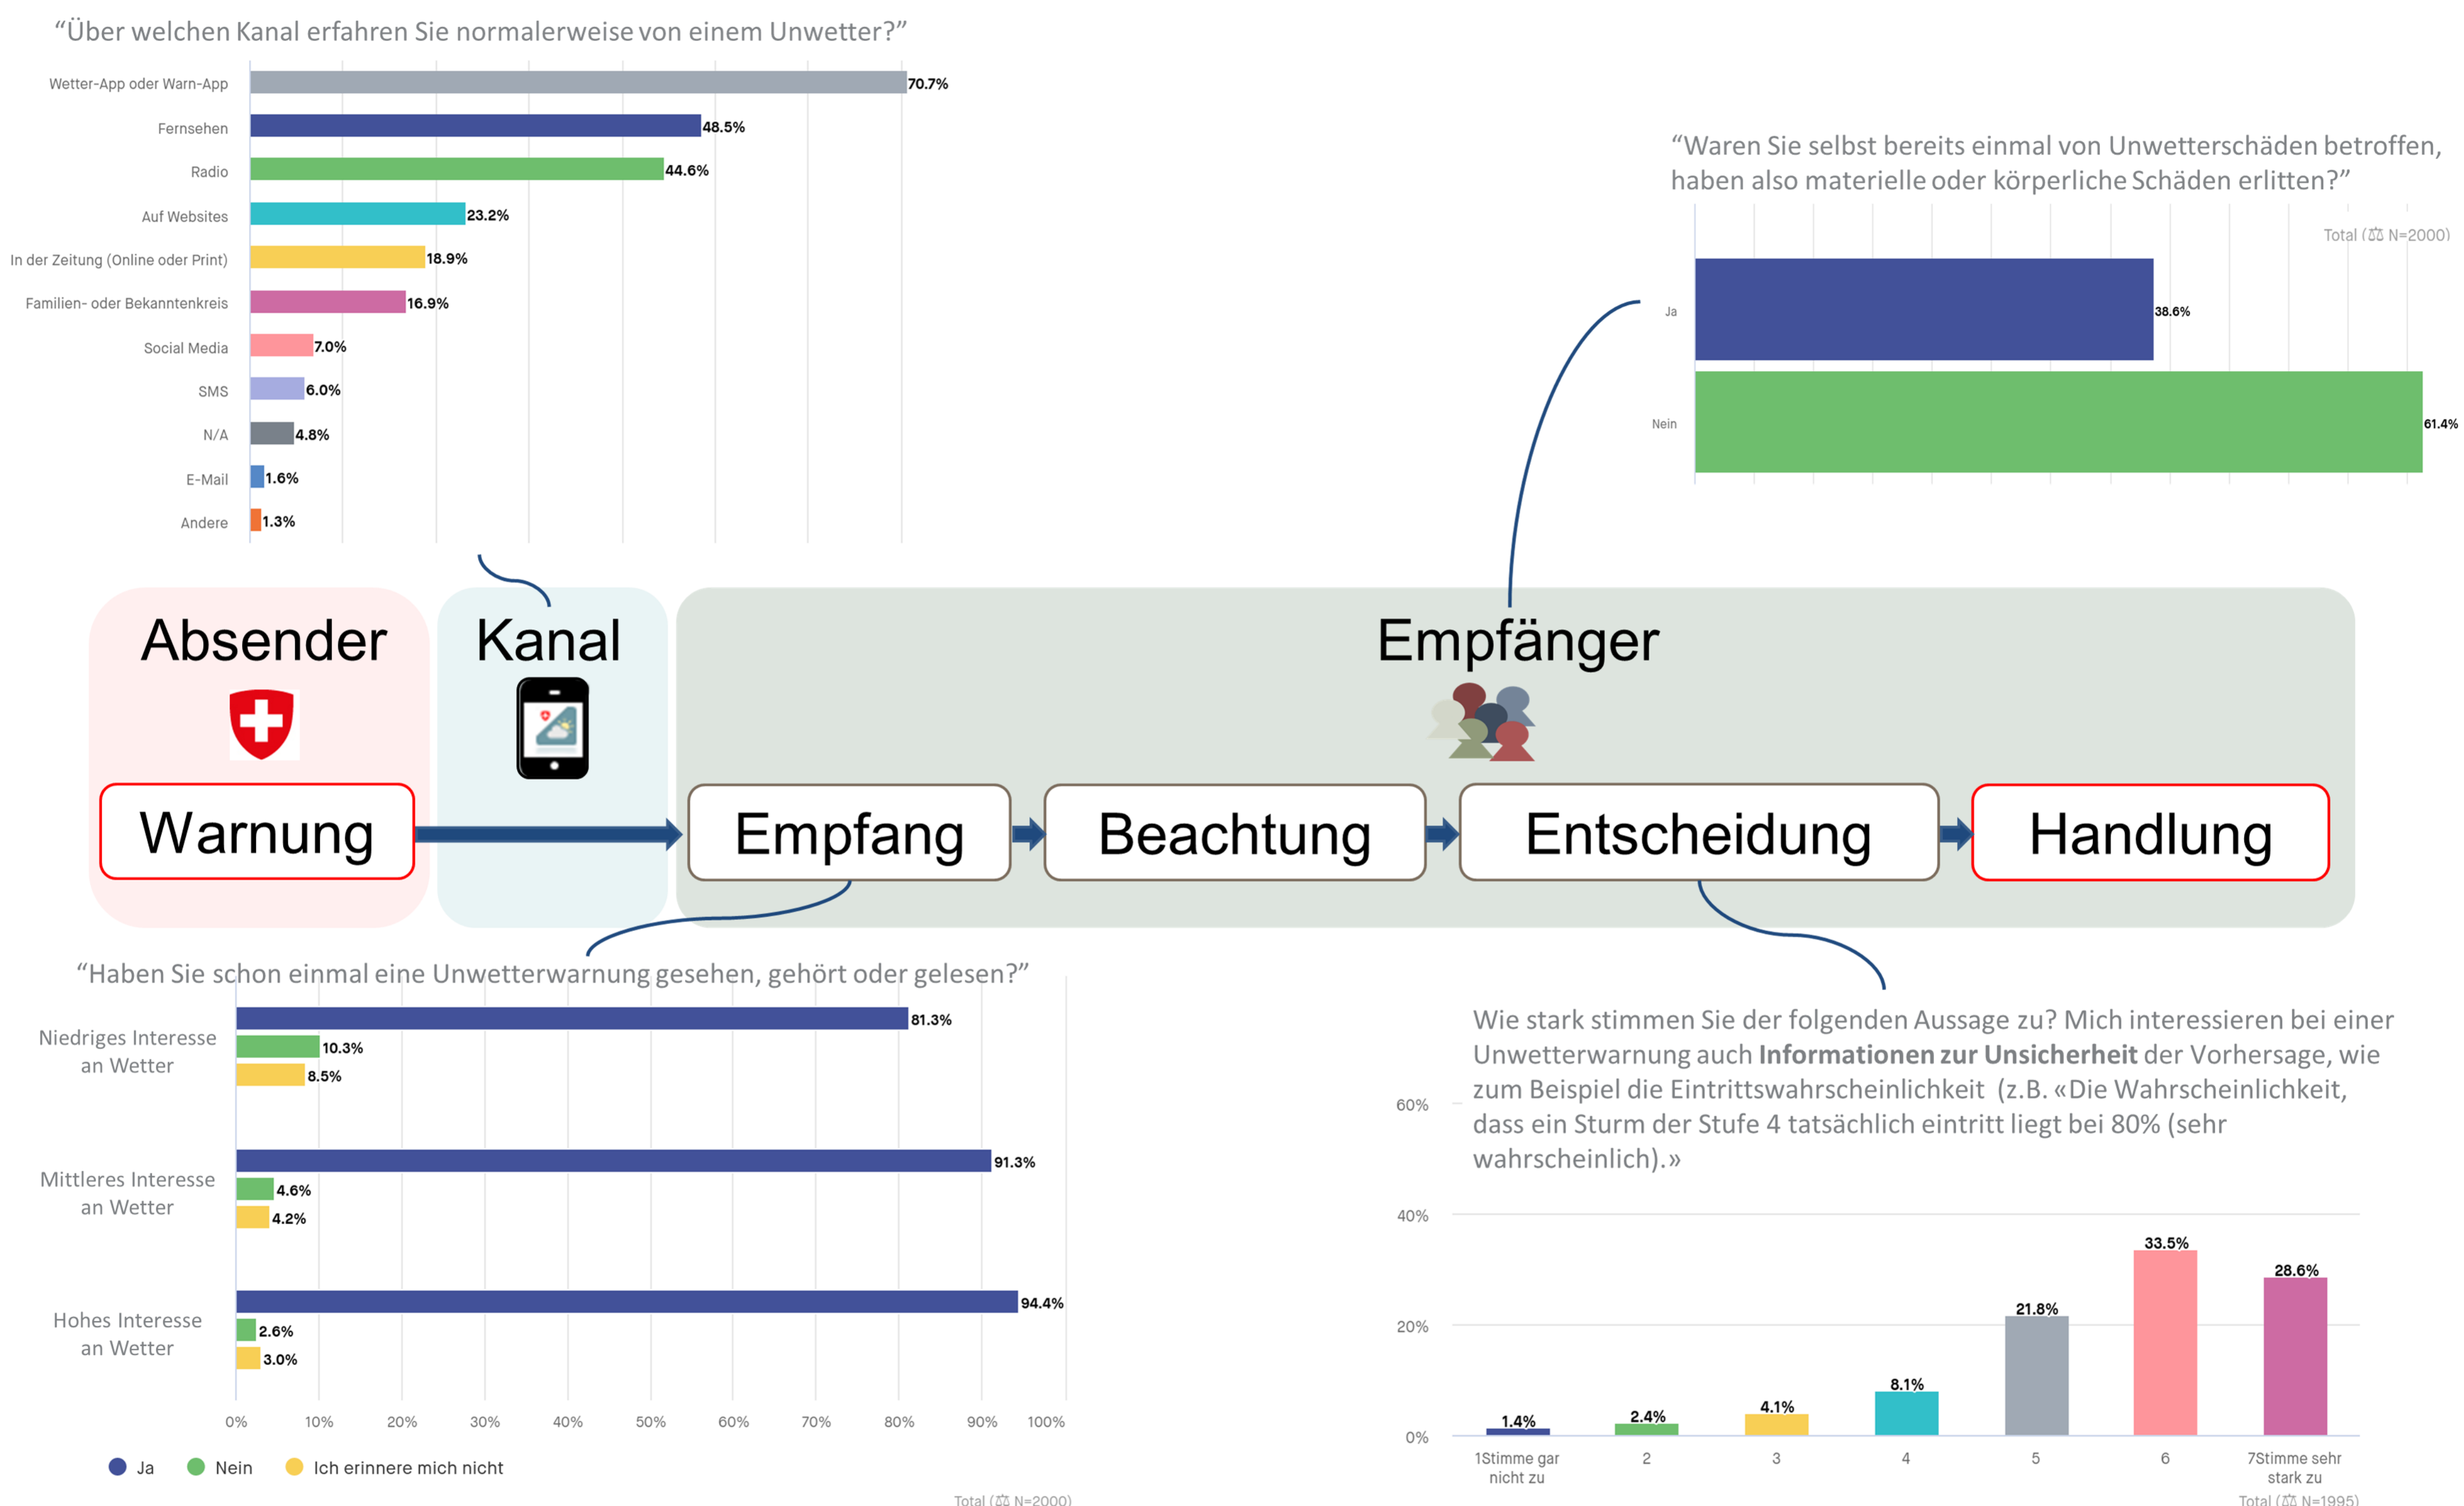 “Über welchen Kanal erfahren Sie normalerweise von einem Unwetter?”
Wetter-App oder Warn-App
70.7%
Fernsehen
48.5%
Radio
44.6%
Auf Websites
23.2%
In der Zeitung (Online oder Print)
18.9%
Familien- oder Bekanntenkreis
16.9%
Social Media
7.0%
SMS
6.0%
N/A
4.8%
E-Mail
1.6%
Andere
1.3%
“Waren Sie selbst bereits einmal von Unwetterschäden betroffen,
haben also materielle oder körperliche Schäden erlitten?”
Total (⚖ N=2000)
Ja
38.6%
Nein
61.4%
Absender
Kanal
Empfänger
Warnung
Empfang
Beachtung
Entscheidung
Handlung
“Haben Sie schon einmal eine Unwetterwarnung gesehen, gehört oder gelesen?”
Niedriges Interesse
an Wetter
81.3%
10.3%
8.5%
Mittleres Interesse
an Wetter
91.3%
4.6%
4.2%
Hohes Interesse
an Wetter
94.4%
2.6%
3.0%
0% 10% 20% 30% 40% 50% 60% 70% 80% 90% 100%
Ja Nein Ich erinnere mich nicht
Total (⚖ N=2000)
Wie stark stimmen Sie der folgenden Aussage zu? Mich interessieren bei einer
Unwetterwarnung auch Informationen zur Unsicherheit der Vorhersage, wie
zum Beispiel die Eintrittswahrscheinlichkeit (z.B. «Die Wahrscheinlichkeit,
dass ein Sturm der Stufe 4 tatsächlich eintritt liegt bei 80% (sehr
wahrscheinlich).»
60%
40%
20%
0%
1.4%
2.4%
4.1%
8.1%
21.8%
33.5%
28.6%
1Stimme gar
nicht zu
2
3
4
5
6
7Stimme sehr
stark zu
Total (⚖ N=1995)